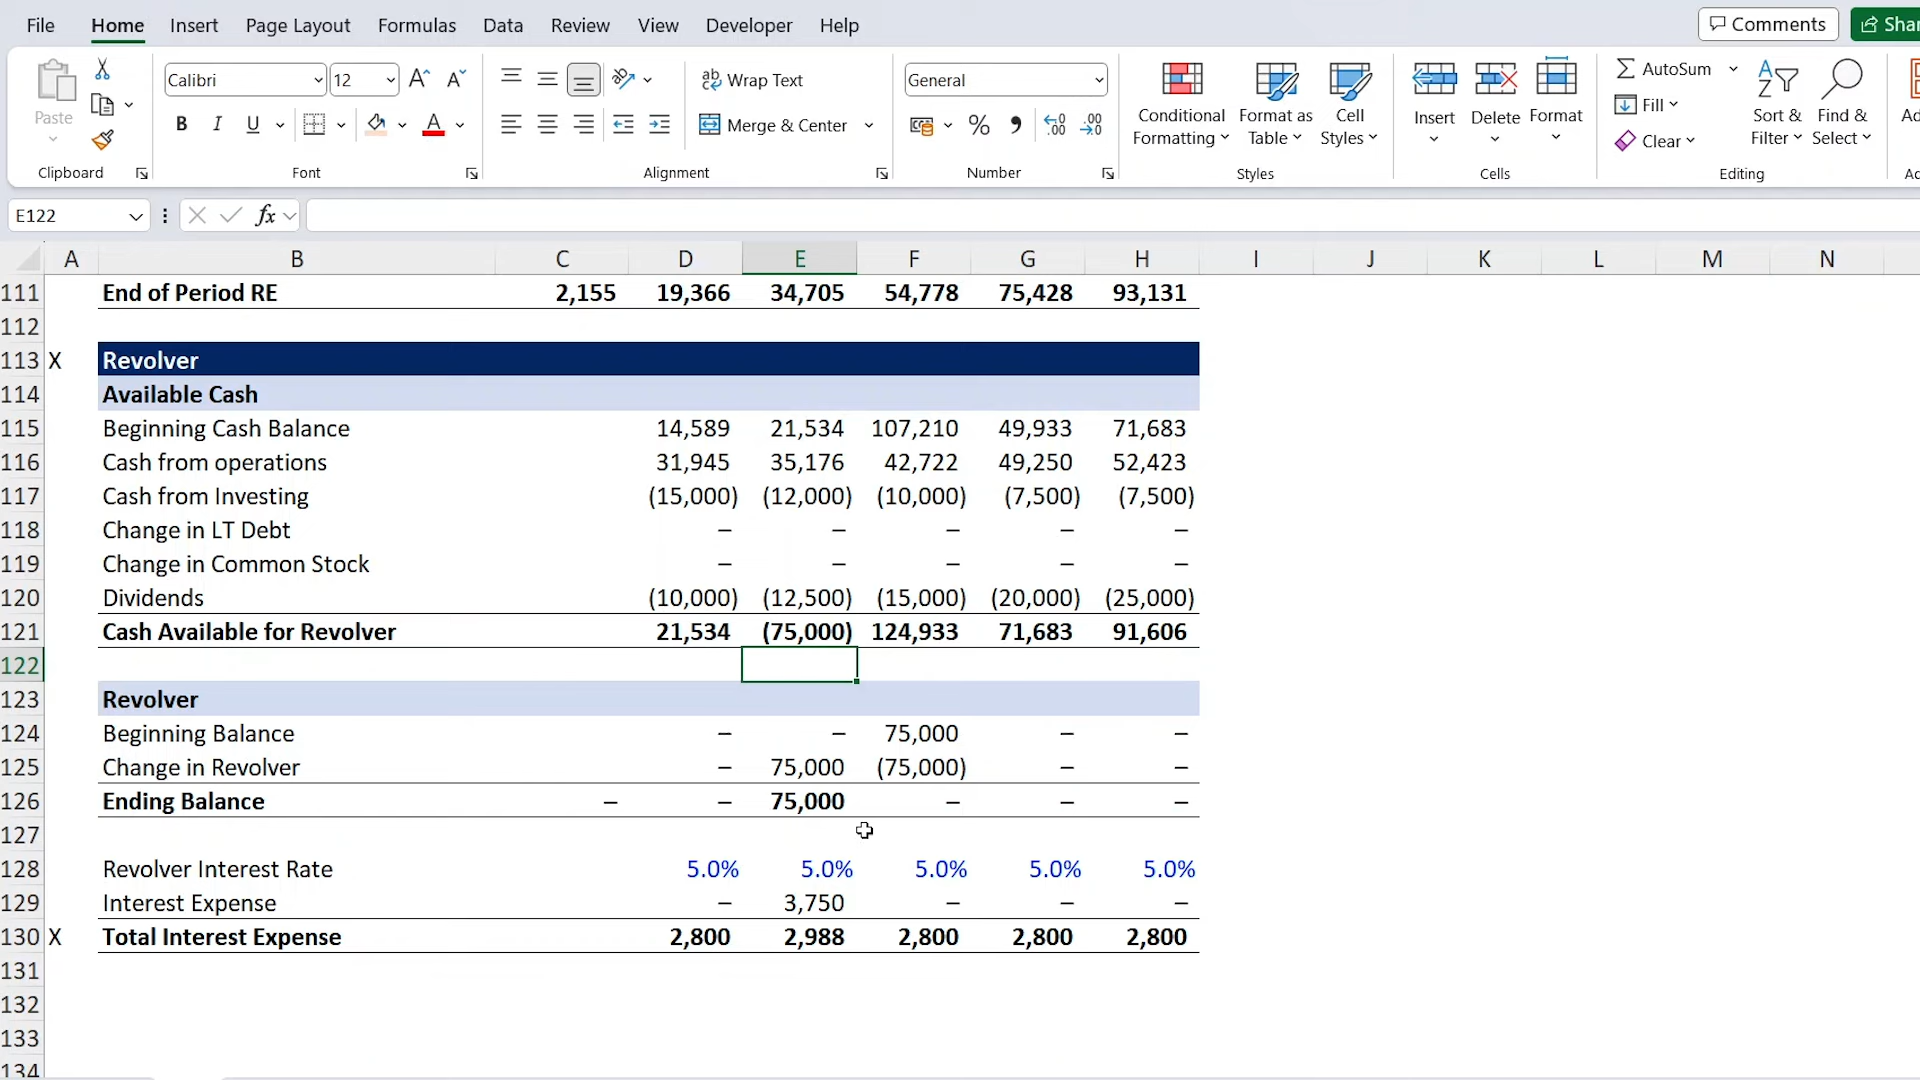 File Home Insert Page Layout Formulas Data Review View Developer Help Comments
Calibri 12 Wrap Text General AutoSum
Paste B I U A Merge & Center % Conditional Formatting Format as Table Cell Styles Insert Delete Format Fill Clear Sort & Filter Find & Select
Clipboard Font Alignment Number Styles Cells Editing
E122 fx
A B C D E F G H I J K L M N
111 End of Period RE 2,155 19,366 34,705 54,778 75,428 93,131
112
113 X Revolver
114 Available Cash
115 Beginning Cash Balance 14,589 21,534 107,210 49,933 71,683
116 Cash from operations 31,945 35,176 42,722 49,250 52,423
117 Cash from Investing (15,000) (12,000) (10,000) (7,500) (7,500)
118 Change in LT Debt – – – – –
119 Change in Common Stock – – – – –
120 Dividends (10,000) (12,500) (15,000) (20,000) (25,000)
121 Cash Available for Revolver 21,534 (75,000) 124,933 71,683 91,606
122
123 Revolver
124 Beginning Balance – – 75,000 – –
125 Change in Revolver – 75,000 (75,000) – –
126 Ending Balance – – 75,000 – – –
127
128 Revolver Interest Rate 5.0% 5.0% 5.0% 5.0% 5.0%
129 Interest Expense – 3,750 – – –
130 X Total Interest Expense 2,800 2,988 2,800 2,800 2,800
131
132
133
134